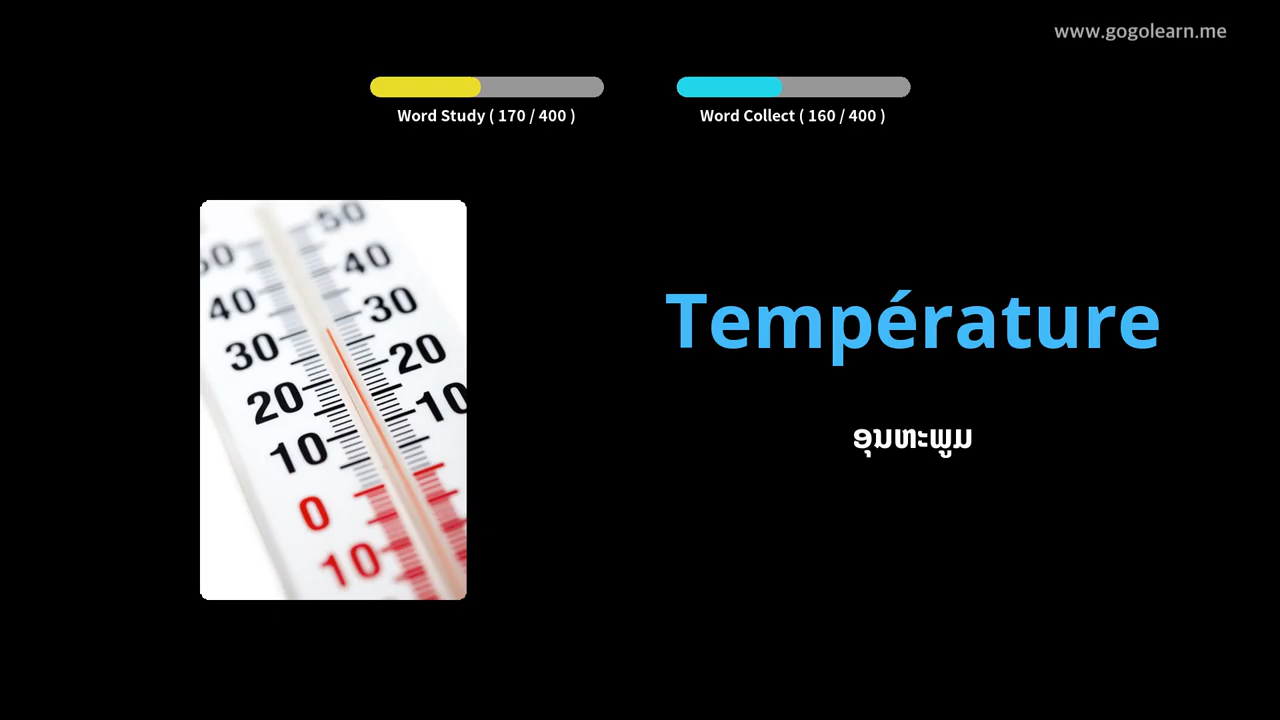 www.gogolearn.me
Word Study ( 170 / 400 )
Word Collect ( 160 / 400 )
50
50 40
40 30
30 20
20 10
10
0
10
Température
ອຸນຫະພູມ